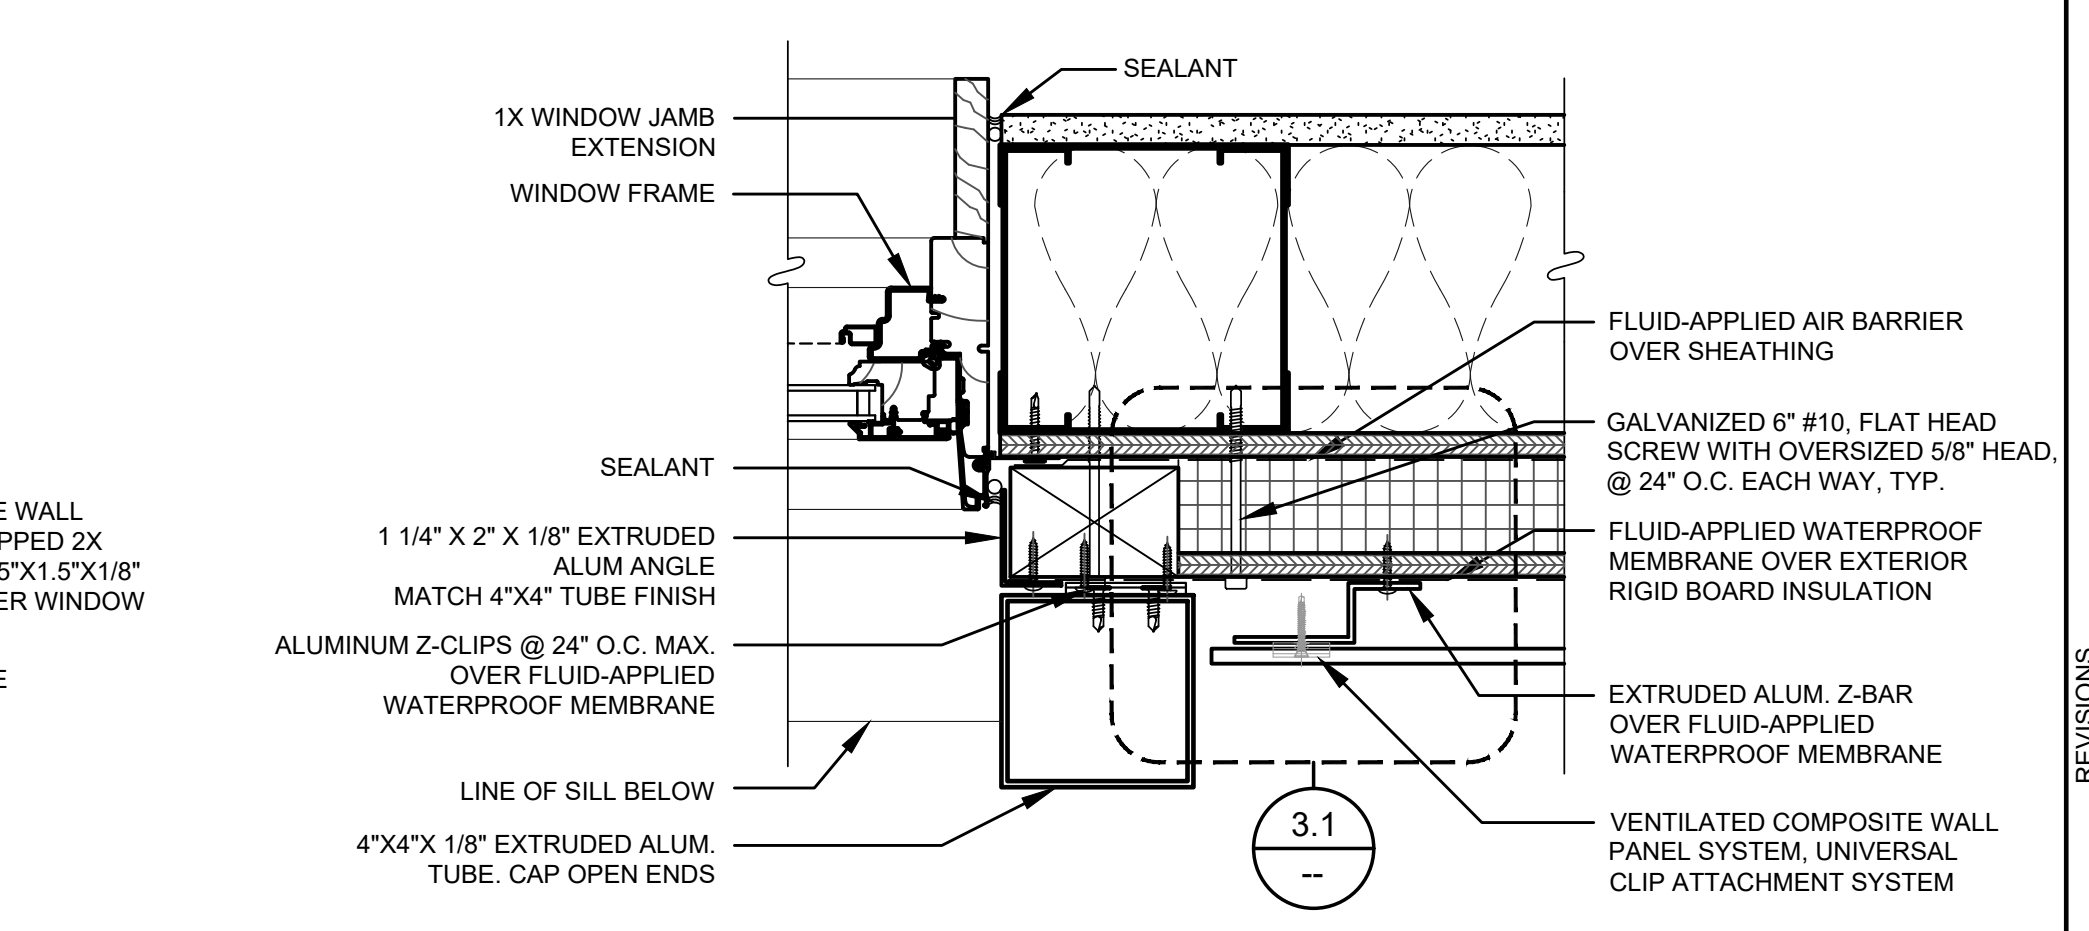 SEALANT
1X WINDOW JAMB
EXTENSION
WINDOW FRAME
SEALANT
1 1/4" X 2" X 1/8" EXTRUDED
ALUM ANGLE
MATCH 4"X4" TUBE FINISH
ALUMINUM Z-CLIPS @ 24" O.C. MAX.
OVER FLUID-APPLIED
WATERPROOF MEMBRANE
LINE OF SILL BELOW
4"X4"X 1/8" EXTRUDED ALUM.
TUBE. CAP OPEN ENDS
FLUID-APPLIED AIR BARRIER
OVER SHEATHING
GALVANIZED 6" #10, FLAT HEAD
SCREW WITH OVERSIZED 5/8" HEAD,
@ 24" O.C. EACH WAY, TYP.
FLUID-APPLIED WATERPROOF
MEMBRANE OVER EXTERIOR
RIGID BOARD INSULATION
EXTRUDED ALUM. Z-BAR
OVER FLUID-APPLIED
WATERPROOF MEMBRANE
VENTILATED COMPOSITE WALL
PANEL SYSTEM, UNIVERSAL
CLIP ATTACHMENT SYSTEM
3.1
--
E WALL
PPED 2X
5"X1.5"X1/8"
ER WINDOW
E
REVISIONS